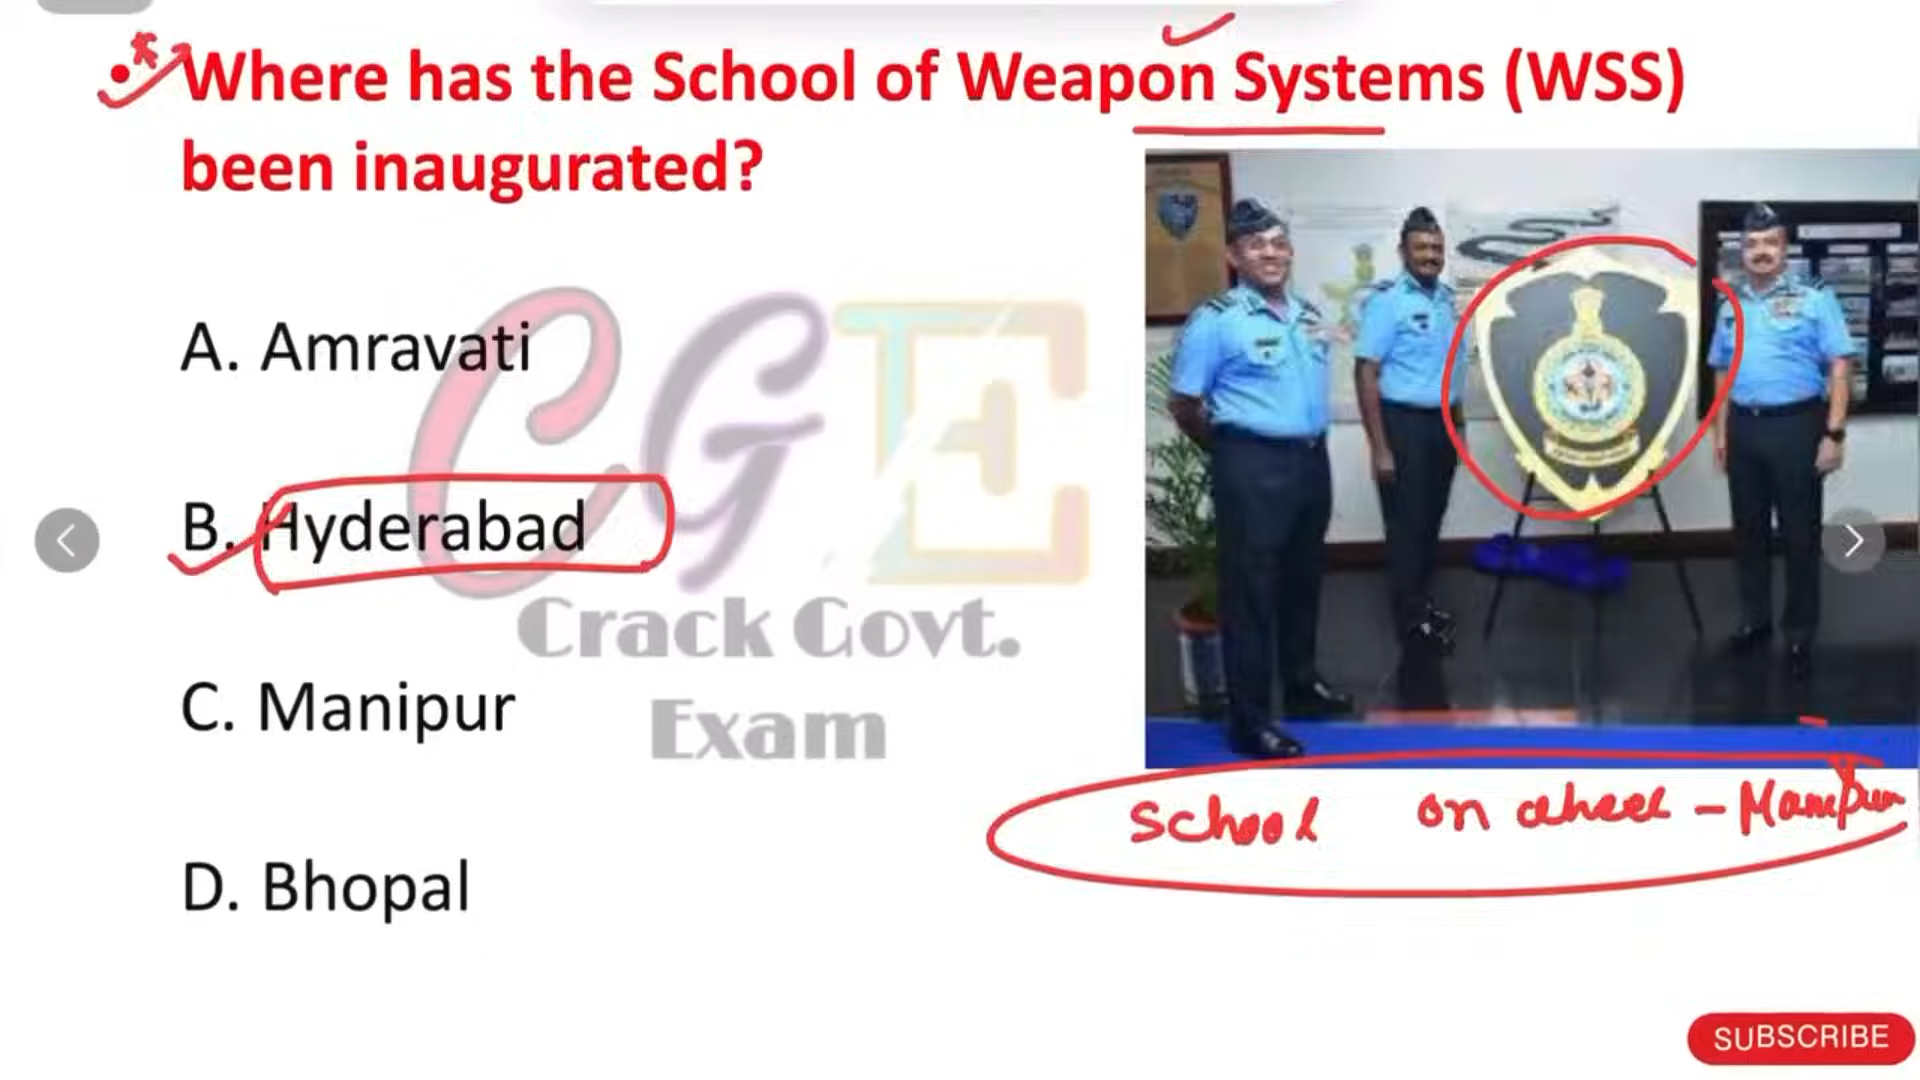 Where has the School of Weapon Systems (WSS)
been inaugurated?
A. Amravati
B. Hyderabad
C. Manipur
D. Bhopal
CGE
Crack Govt.
Exam
School on wheel – Manipur
SUBSCRIBE